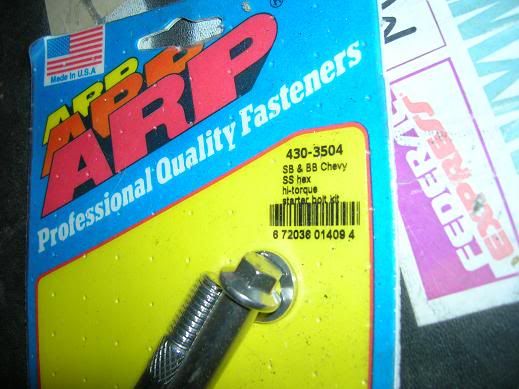 Made In U.S.A
ARP
ARP
ARP
®
Professional Quality Fasteners
430-3504
SB & BB Chevy
SS hex
hi-torque
starter bolt kit
6 72036 01409 4
FEDERAL
EXPRESS
M